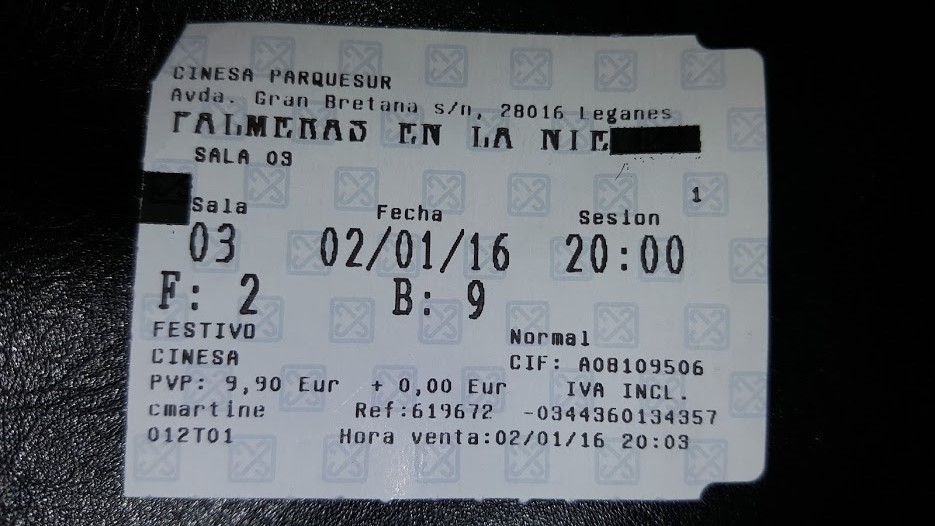 CINESA PARQUESUR
Avda. Gran Bretana s/n, 28016 Leganes
PALMERAS EN LA NIE
SALA 03
1
Sala Fecha Sesion
03 02/01/16 20:00
F: 2 B: 9
FESTIVO Normal
CINESA CIF: A08109506
PVP: 9,90 Eur + 0,00 Eur IVA INCL.
cmartine Ref:619672 -0344360134357
012T01 Hora venta:02/01/16 20:03